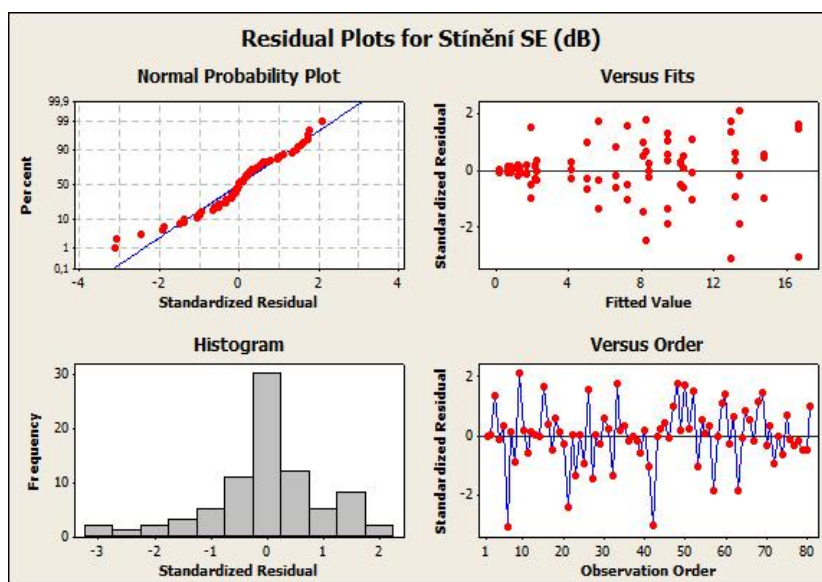 Residual Plots for Stínění SE (dB)
Normal Probability Plot
99,9
99
90
50
10
1
0,1
Percent
-4 -2 0 2 4
Standardized Residual
Versus Fits
2
0
-2
Standardized Residual
0 4 8 12 16
Fitted Value
Histogram
30
20
10
0
Frequency
-3 -2 -1 0 1 2
Standardized Residual
Versus Order
2
0
-2
Standardized Residual
1 10 20 30 40 50 60 70 80
Observation Order